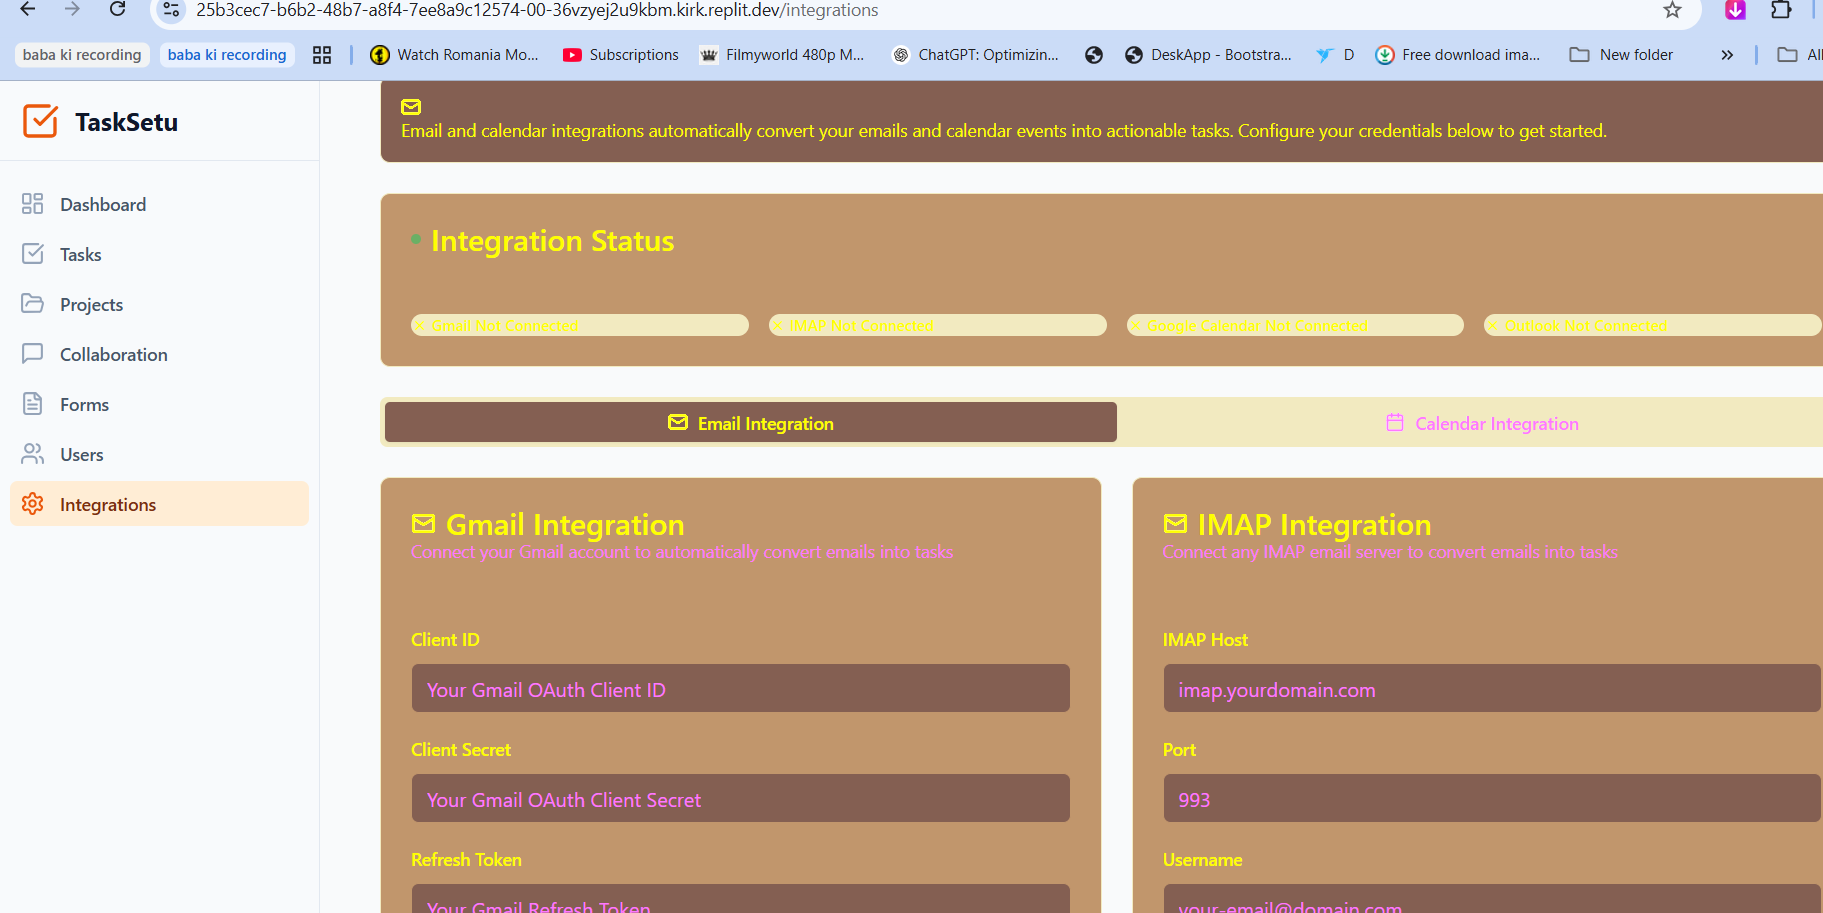 25b3cec7-b6b2-48b7-a8f4-7ee8a9c12574-00-36vzyej2u9kbm.kirk.replit.dev/integrations
baba ki recording
baba ki recording
Watch Romania Mo...
Subscriptions
Filmyworld 480p M...
ChatGPT: Optimizin...
DeskApp - Bootstra...
D
Free download ima...
New folder
»
All
TaskSetu
Dashboard
Tasks
Projects
Collaboration
Forms
Users
Integrations
Email and calendar integrations automatically convert your emails and calendar events into actionable tasks. Configure your credentials below to get started.
Integration Status
Gmail Not Connected
IMAP Not Connected
Google Calendar Not Connected
Outlook Not Connected
Email Integration
Calendar Integration
Gmail Integration
Connect your Gmail account to automatically convert emails into tasks
Client ID
Your Gmail OAuth Client ID
Client Secret
Your Gmail OAuth Client Secret
Refresh Token
Your Gmail Refresh Token
IMAP Integration
Connect any IMAP email server to convert emails into tasks
IMAP Host
imap.yourdomain.com
Port
993
Username
your-email@domain.com